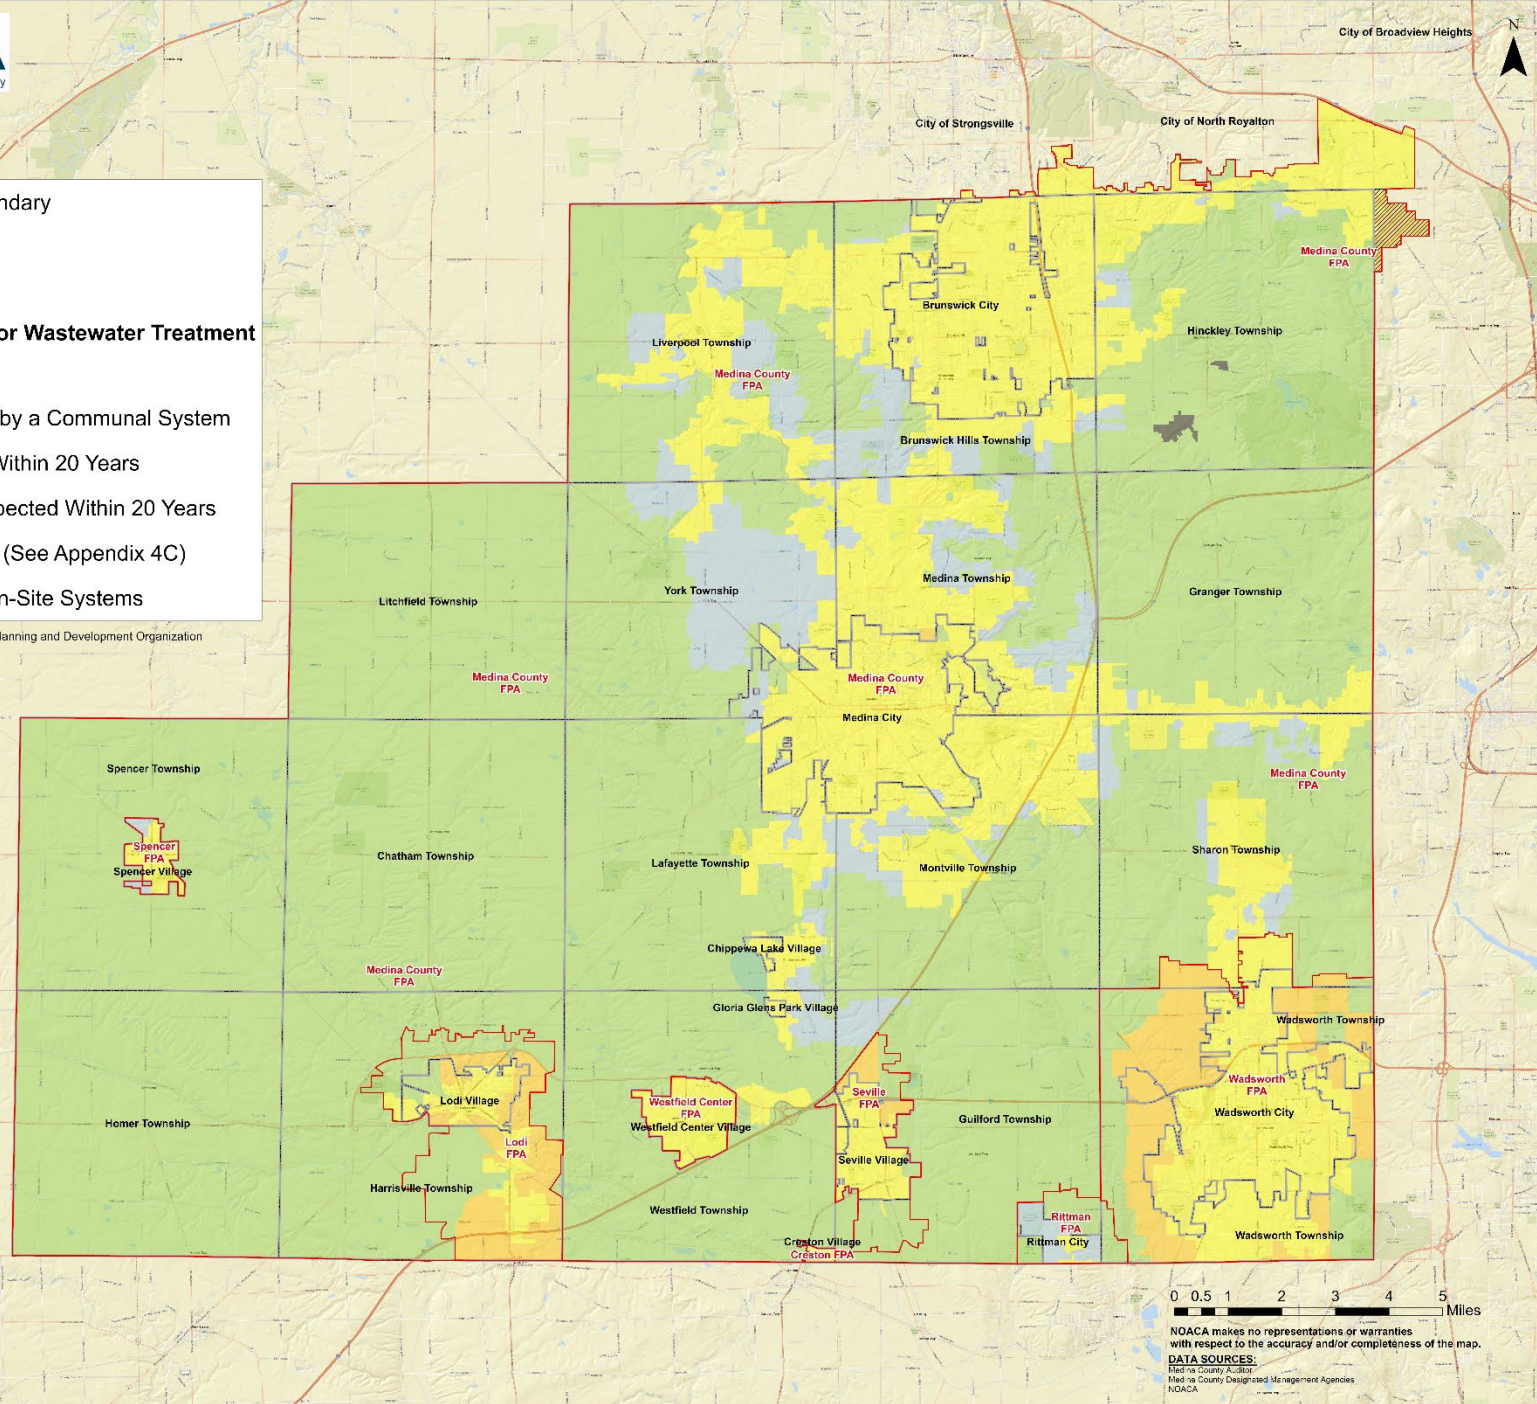 City of Broadview Heights
N
A
y
City of Strongsville
City of North Royalton
ndary
or Wastewater Treatment
by a Communal System
Within 20 Years
pected Within 20 Years
(See Appendix 4C)
n-Site Systems
lanning and Development Organization
Medina County
FPA
Brunswick City
Hinckley Township
Liverpool Township
Medina County
FPA
Brunswick Hills Township
Medina Township
York Township
Granger Township
Litchfield Township
Medina County
FPA
Medina County
FPA
Medina City
Spencer Township
Medina County
FPA
Spencer
FPA
Spencer Village
Chatham Township
Lafayette Township
Montville Township
Sharon Township
Chippewa Lake Village
Medina County
FPA
Gloria Glens Park Village
Wadsworth Township
Lodi Village
Westfield Center
FPA
Westfield Center Village
Seville
FPA
Wadsworth
FPA
Wadsworth City
Homer Township
Guilford Township
Lodi
FPA
Seville Village
Harrisville Township
Westfield Township
Rittman
FPA
Rittman City
Wadsworth Township
Creston Village
Creston FPA
0 0.5 1 2 3 4 5
Miles
NOACA makes no representations or warranties
with respect to the accuracy and/or completeness of the map.
DATA SOURCES:
Medina County Auditor
Medina County Designated Management Agencies
NOACA